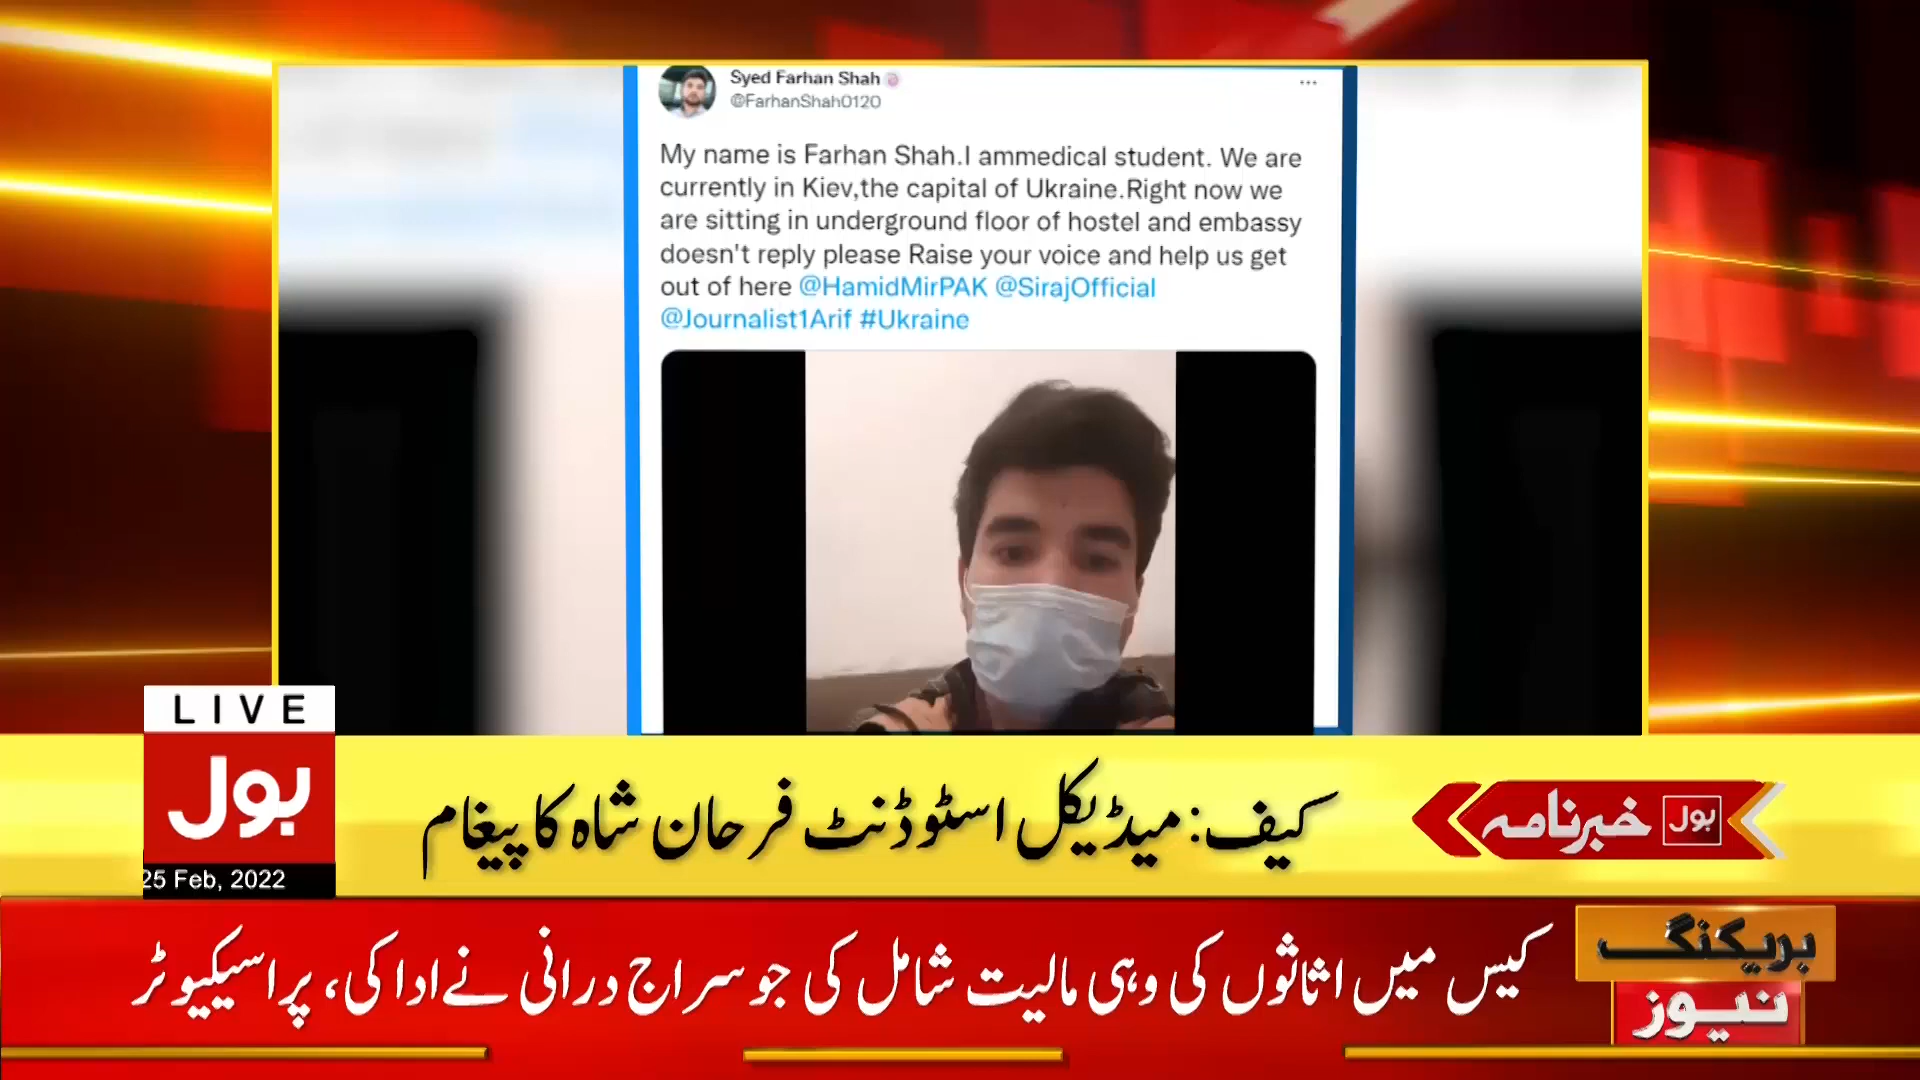 Syed Farhan Shah
@FarhanShah0120
My name is Farhan Shah.I ammedical student. We are
currently in Kiev,the capital of Ukraine.Right now we
are sitting in underground floor of hostel and embassy
doesn't reply please Raise your voice and help us get
out of here @HamidMirPAK @SirajOfficial
@Journalist1Arif #Ukraine
LIVE
بول
25 Feb, 2022
کیف: میڈیکل اسٹوڈنٹ فرحان شاہ کا پیغام
بول خبرنامہ
بریکنگ
نیوز
کیس میں اثاثوں کی وہی مالیت شامل کی جو سراج درانی نے ادا کی، پراسیکیوٹر